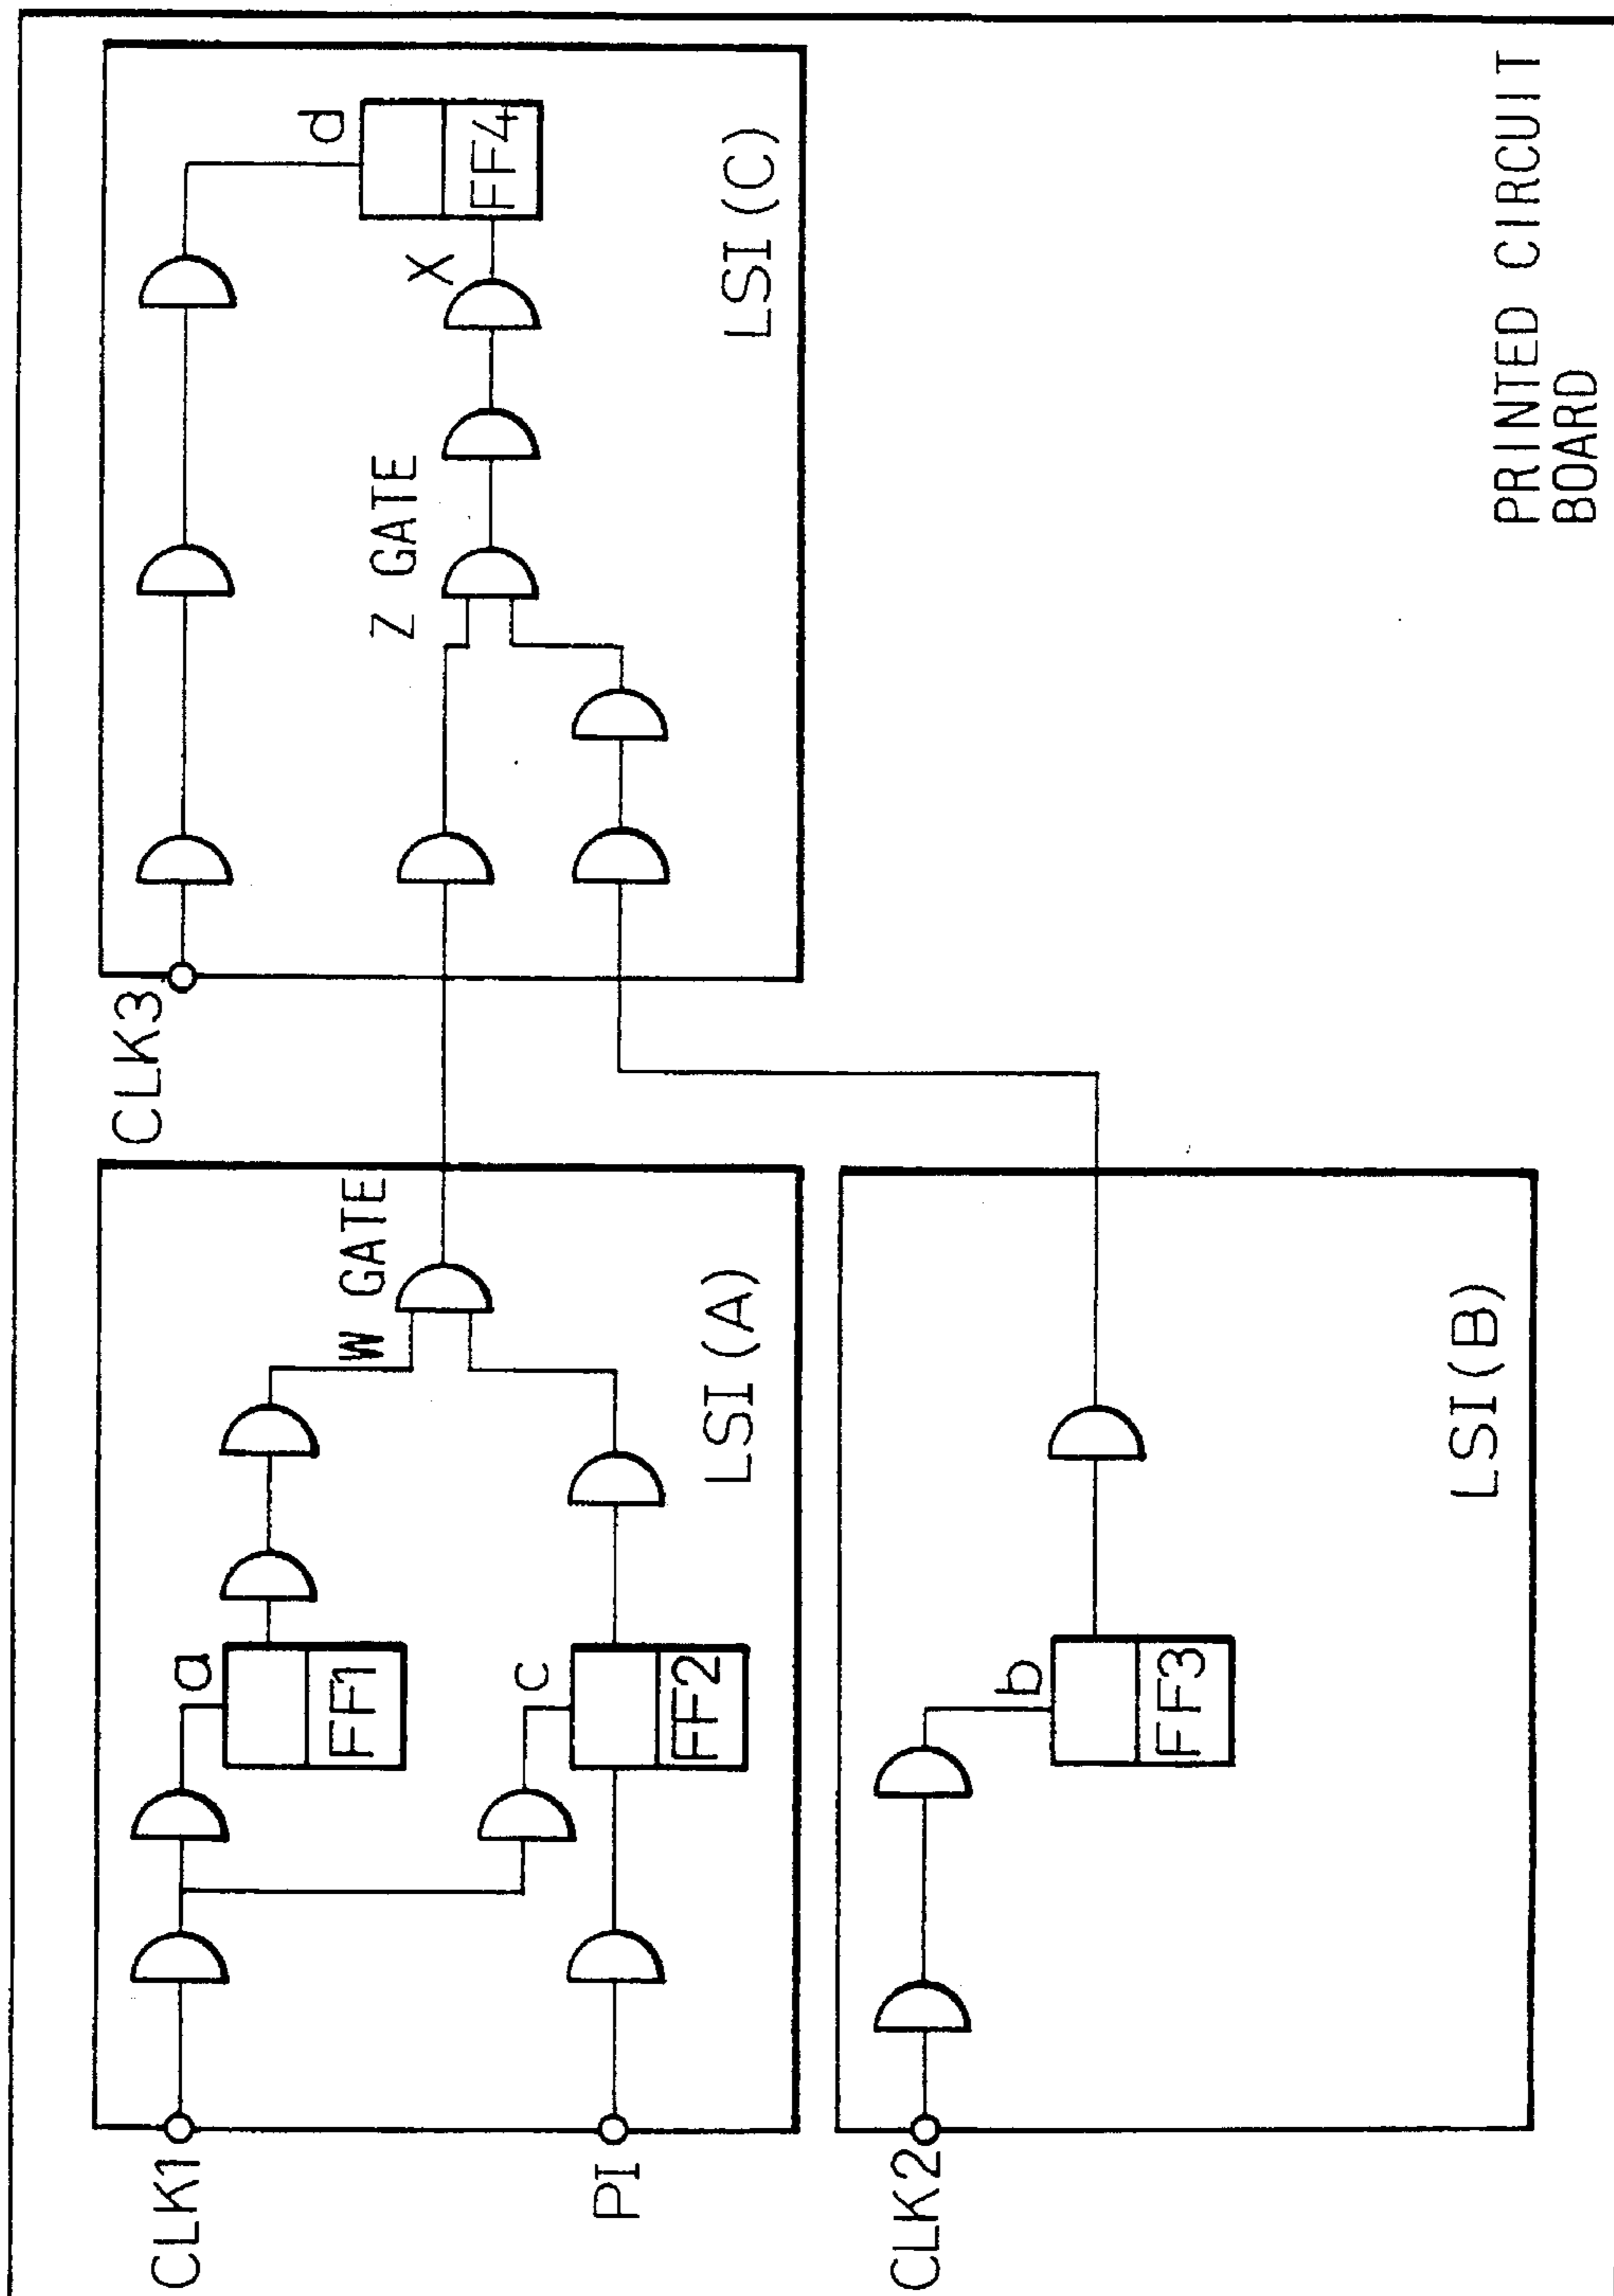 CLK1
a
FF1
W GATE
PI
c
FF2
LSI(A)
CLK3
d
Z GATE
X
FF4
LSI(C)
CLK2
b
FF3
LSI(B)
PRINTED CIRCUIT
BOARD